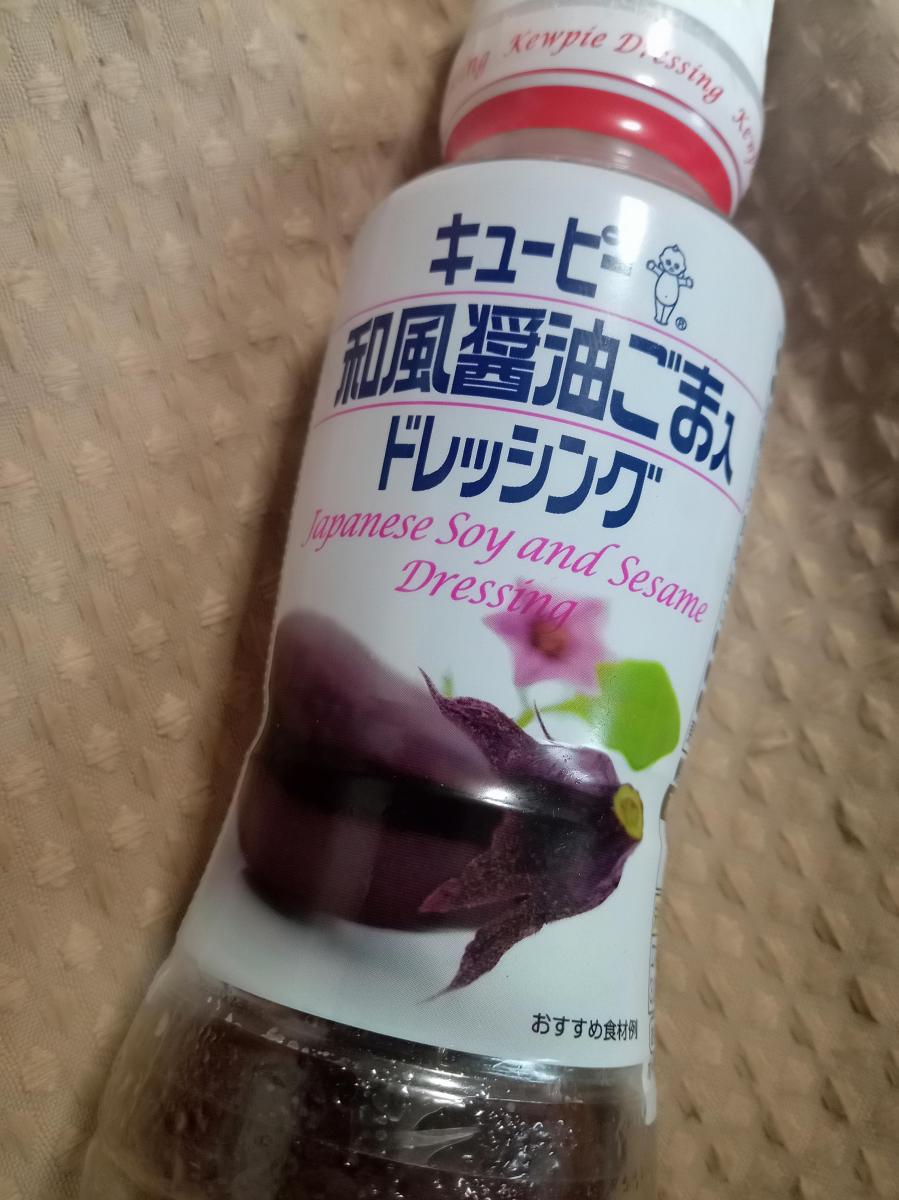 Kewpie Dressing
キューピー
®
和風醤油ごま入
ドレッシング
Japanese Soy and Sesame
Dressing
おすすめ食材例